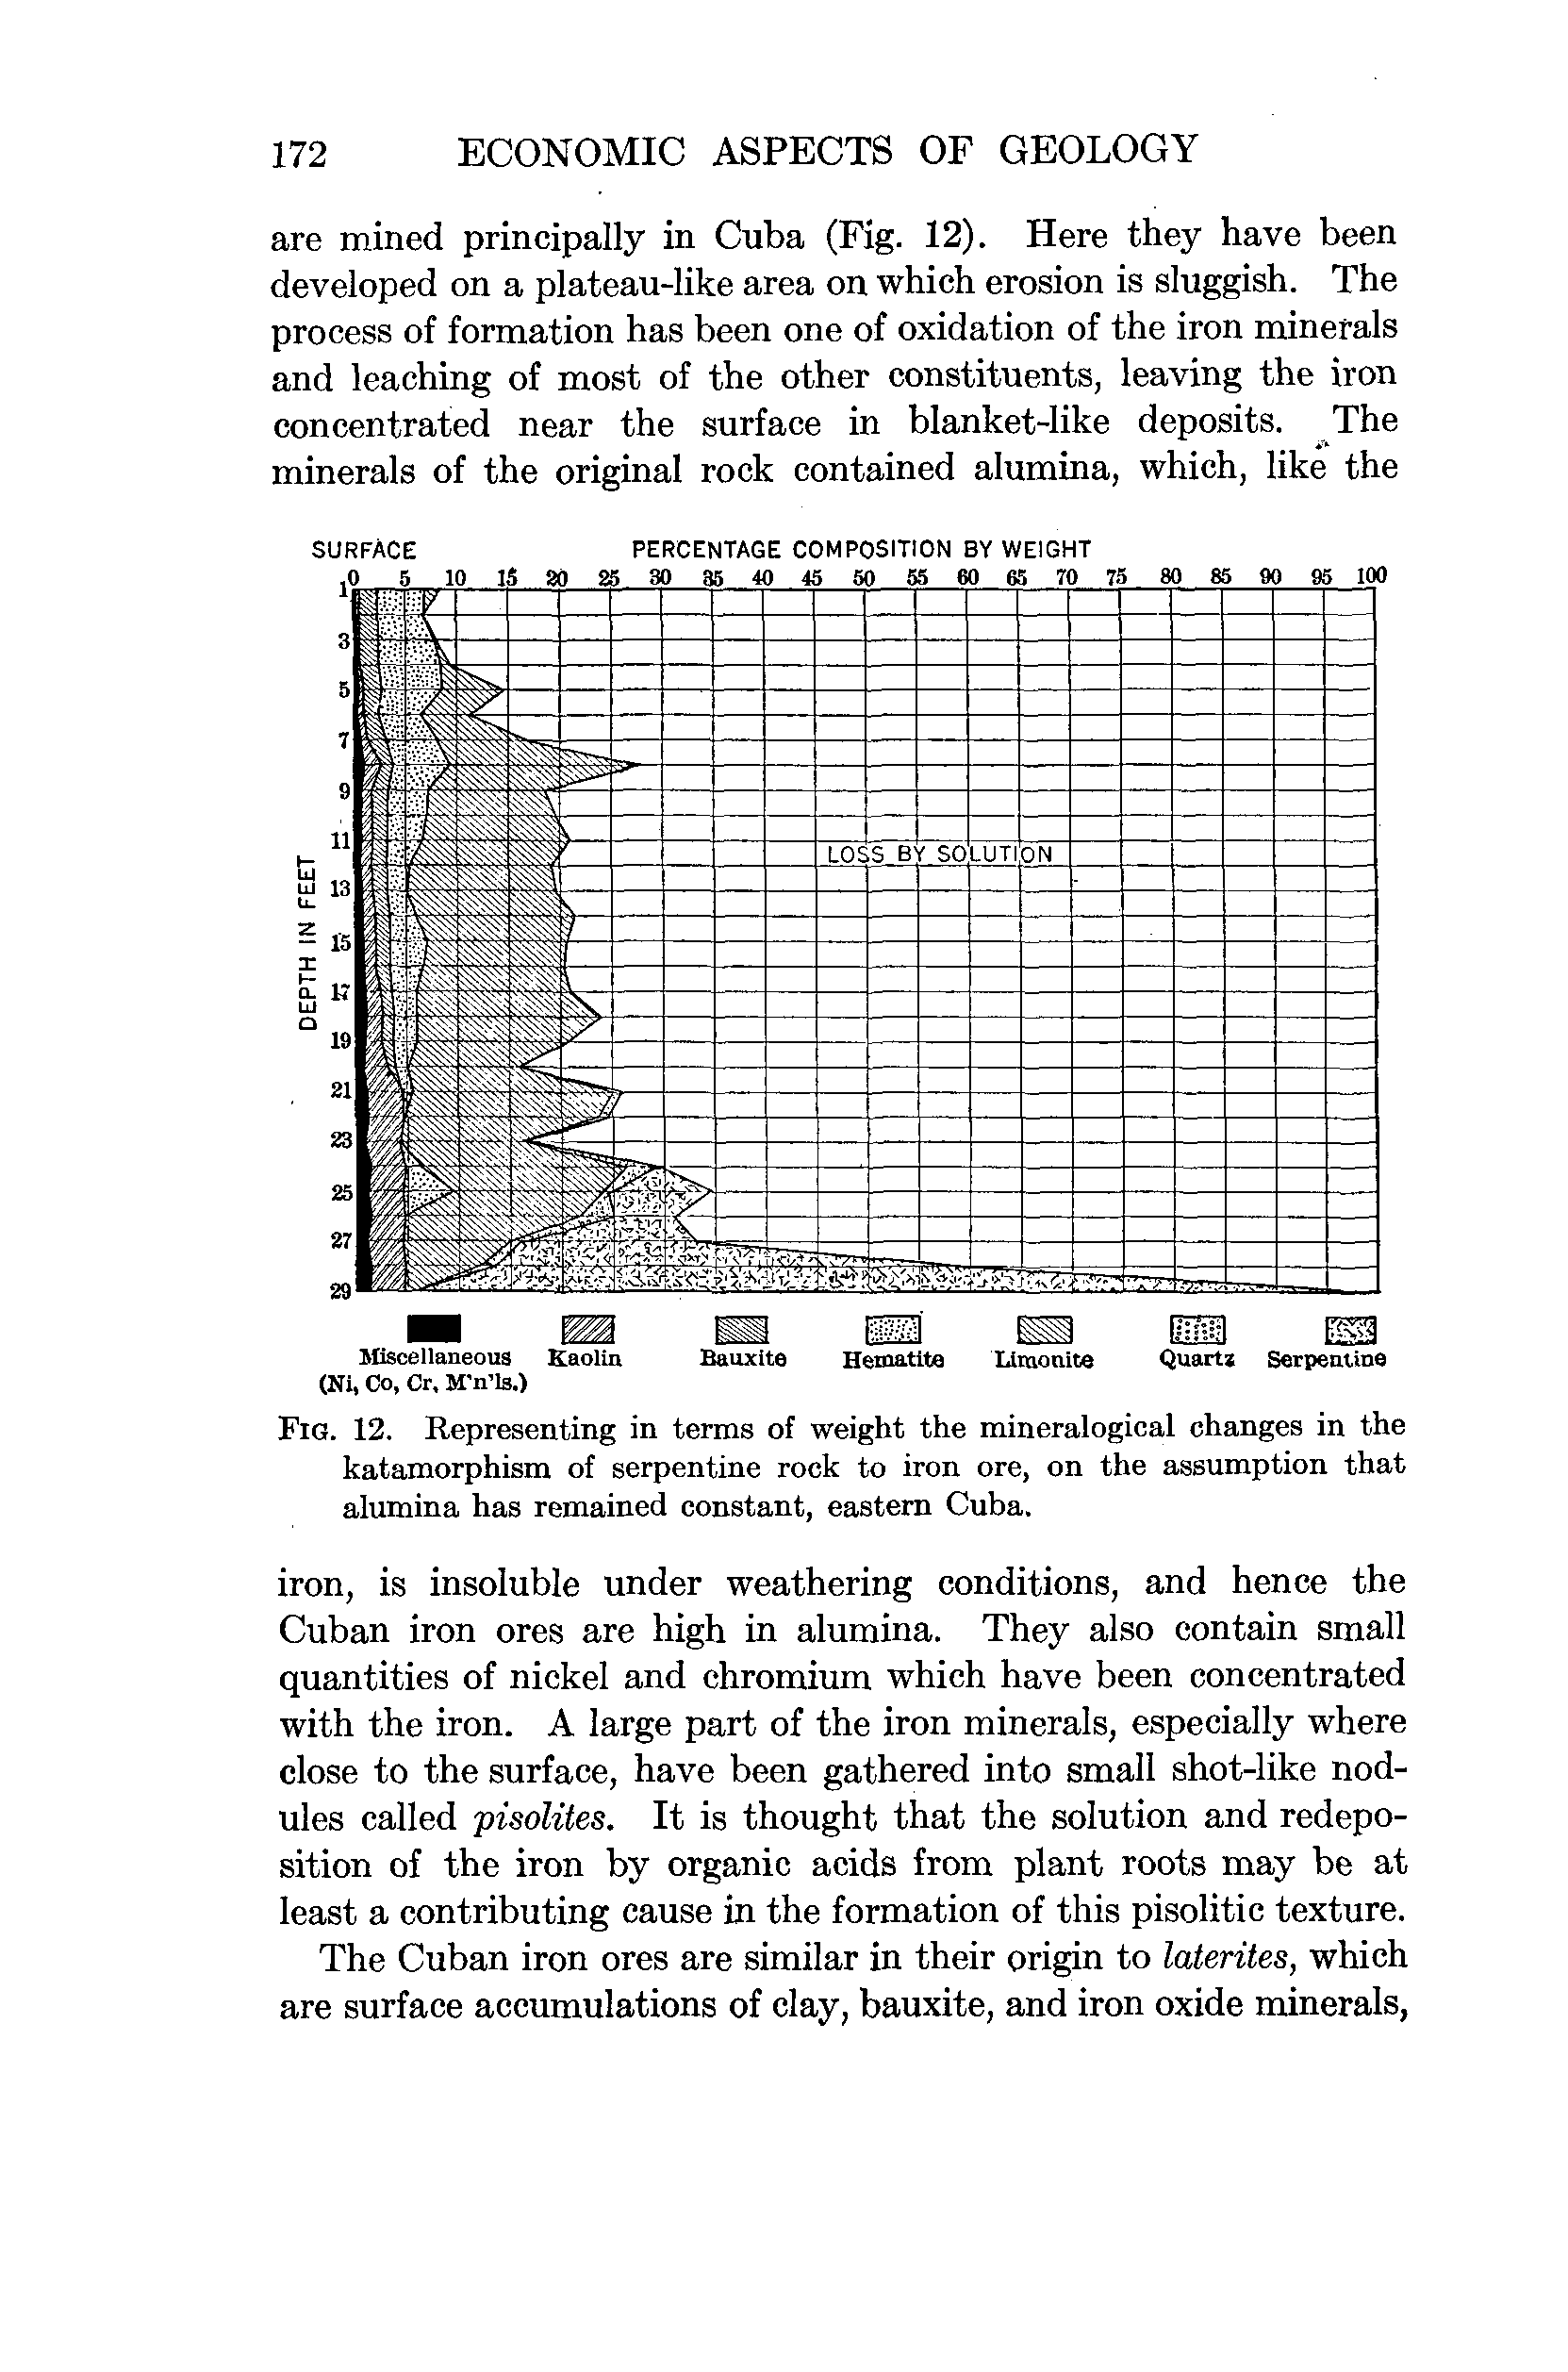 172 ECONOMIC ASPECTS OF GEOLOGY
are mined principally in Cuba (Fig. 12). Here they have been
developed on a plateau-like area on which erosion is sluggish. The
process of formation has been one of oxidation of the iron minerals
and leaching of most of the other constituents, leaving the iron
concentrated near the surface in blanket-like deposits. The
minerals of the original rock contained alumina, which, like the
SURFACE PERCENTAGE COMPOSITION BY WEIGHT
0 5 10 15 20 25 30 35 40 45 50 55 60 65 70 75 80 85 90 95 100
1
3
5
7
9
11
13
15
17
19
21
23
25
27
29
DEPTH IN FEET
LOSS BY SOLUTION
Miscellaneous Kaolin Bauxite Hematite Limonite Quartz Serpentine
(Ni, Co, Cr, M'n'ls.)
FIG. 12. Representing in terms of weight the mineralogical changes in the
katamorphism of serpentine rock to iron ore, on the assumption that
alumina has remained constant, eastern Cuba.
iron, is insoluble under weathering conditions, and hence the
Cuban iron ores are high in alumina. They also contain small
quantities of nickel and chromium which have been concentrated
with the iron. A large part of the iron minerals, especially where
close to the surface, have been gathered into small shot-like nod-
ules called pisolites. It is thought that the solution and redepo-
sition of the iron by organic acids from plant roots may be at
least a contributing cause in the formation of this pisolitic texture.
The Cuban iron ores are similar in their origin to laterites, which
are surface accumulations of clay, bauxite, and iron oxide minerals,